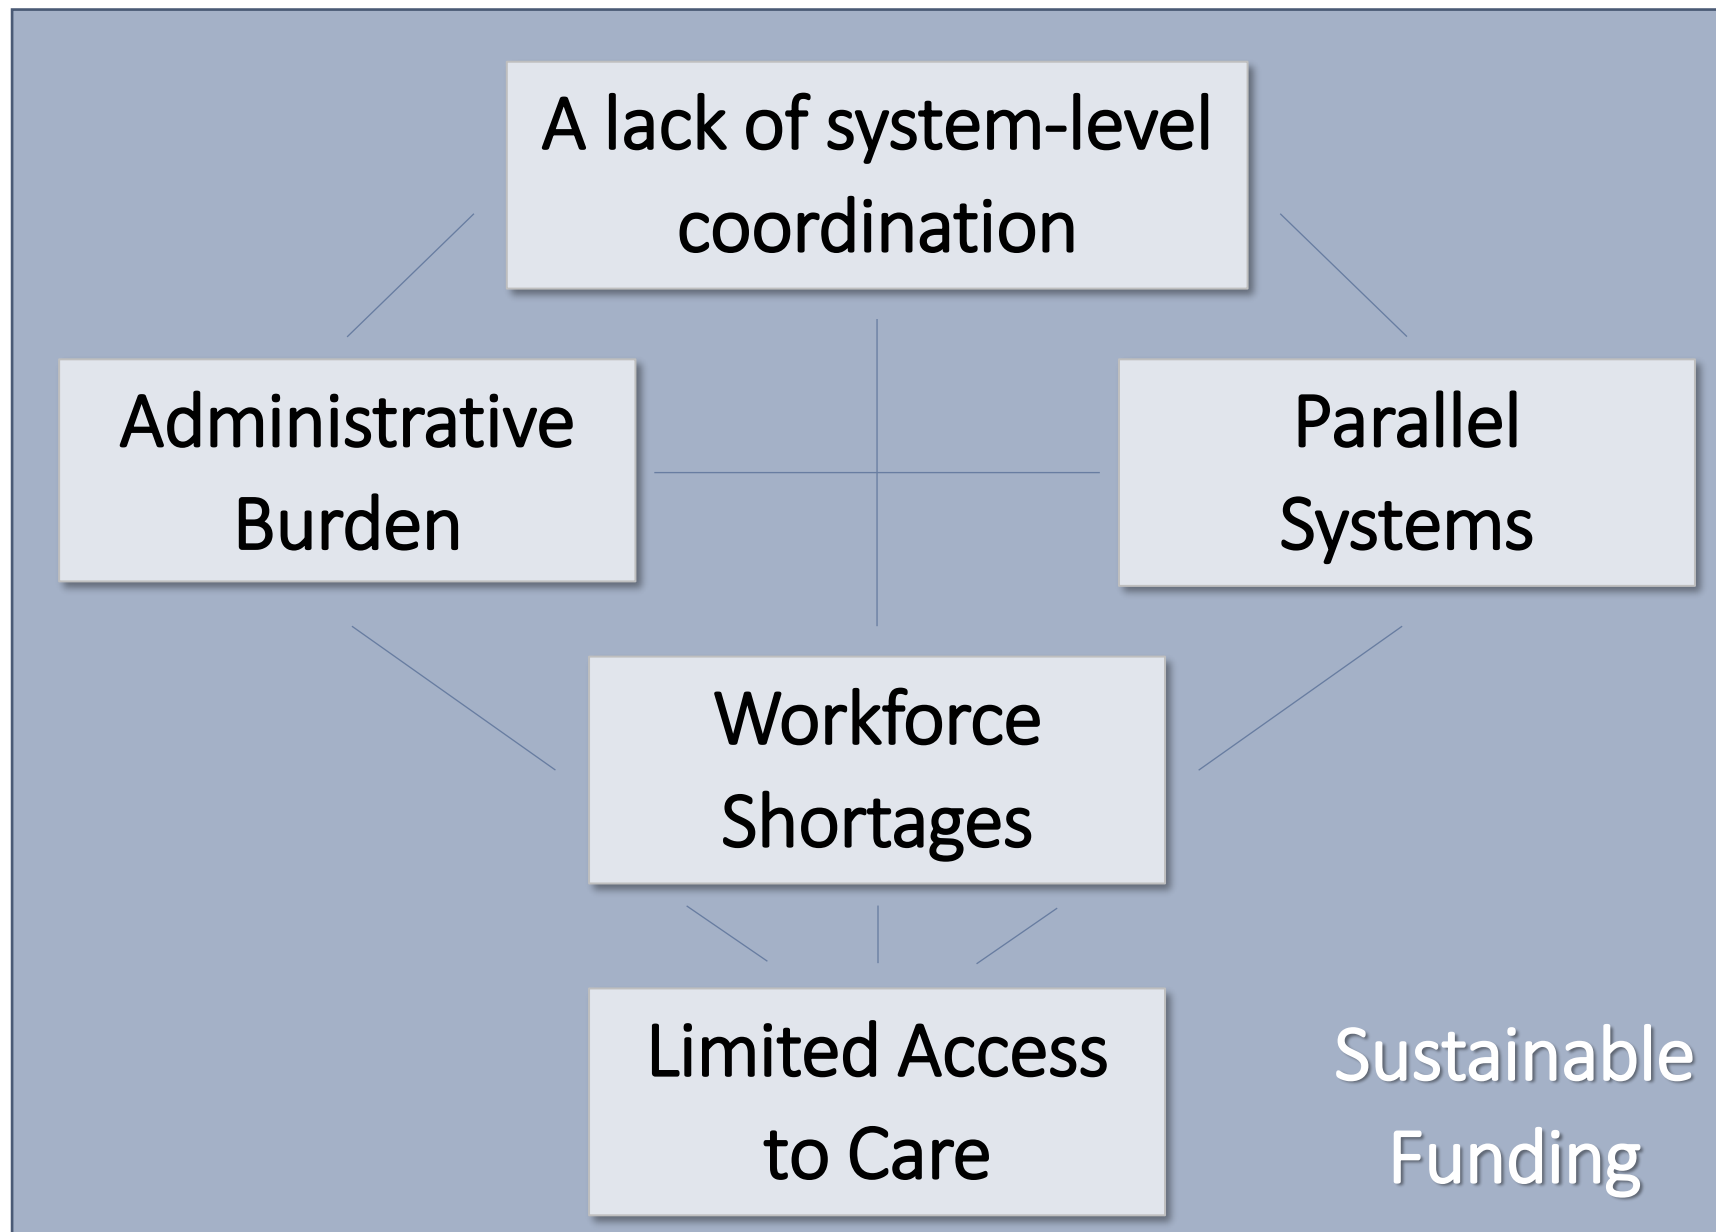 A lack of system-level
coordination
Administrative
Burden
Parallel
Systems
Workforce
Shortages
Limited Access
to Care
Sustainable
Funding